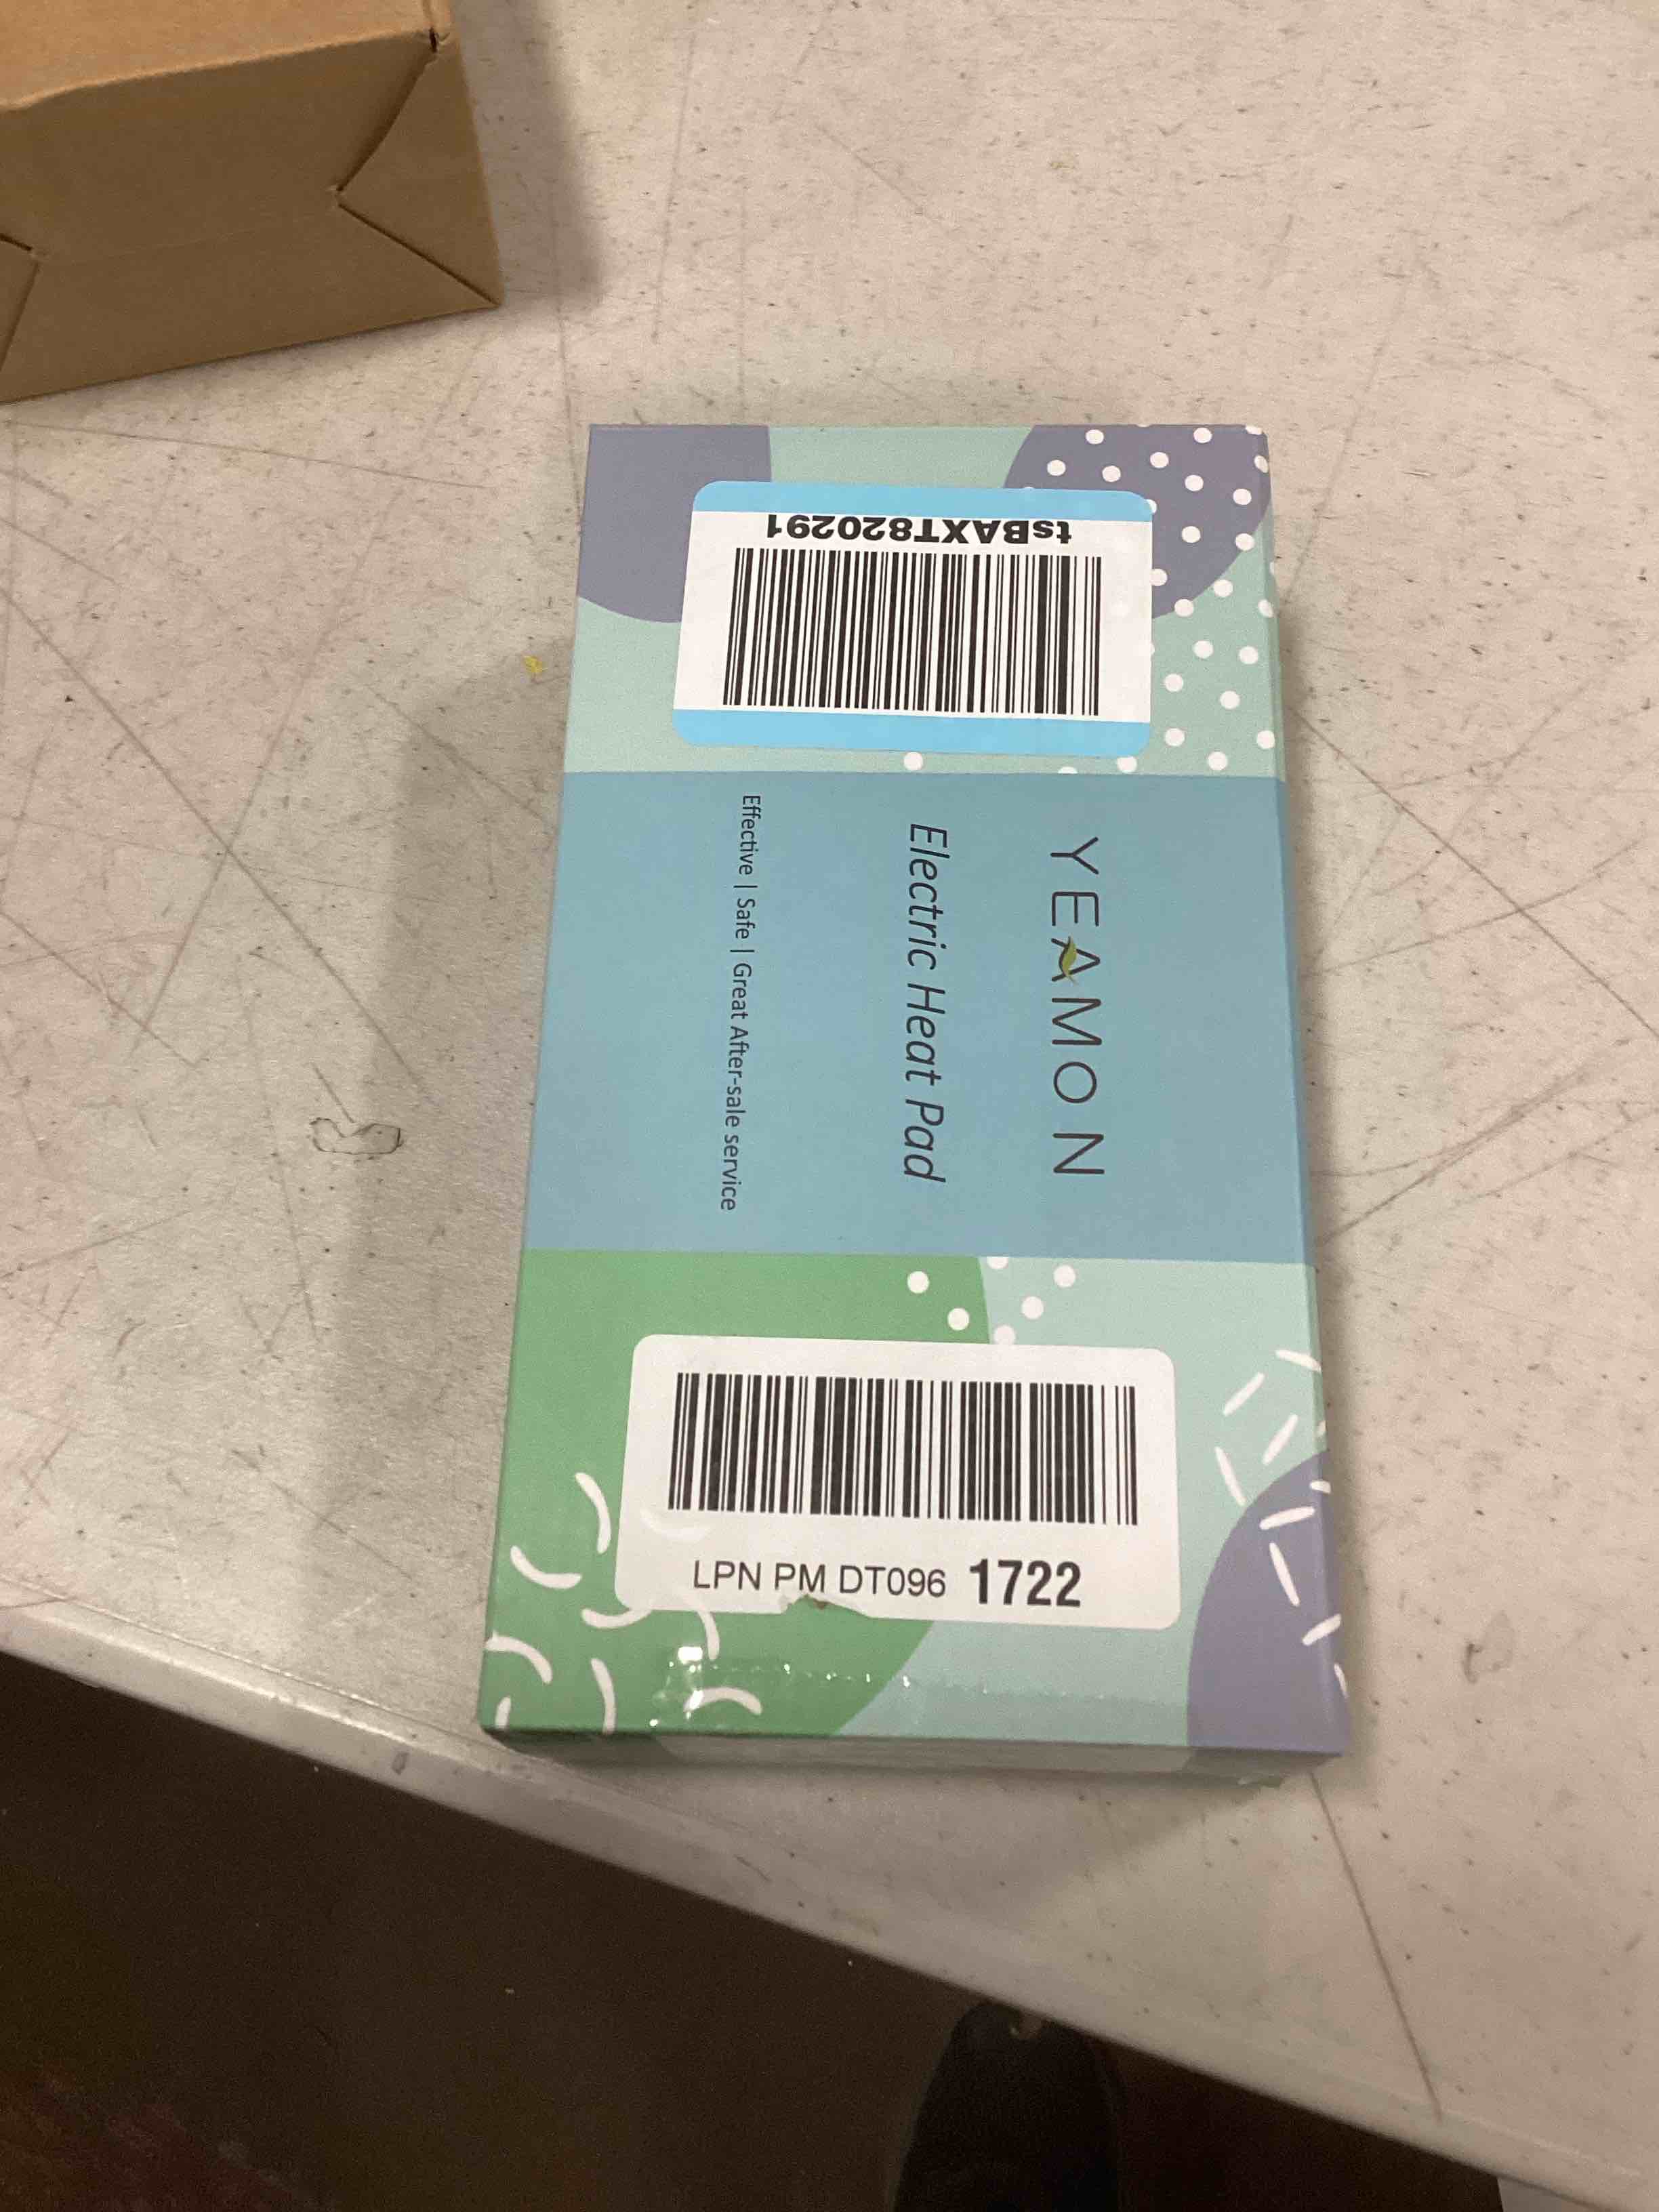 tsBAXT820291
YEAMON
Electric Heat Pad
Effective | Safe | Great After-sale service
LPN PM DT096 1722